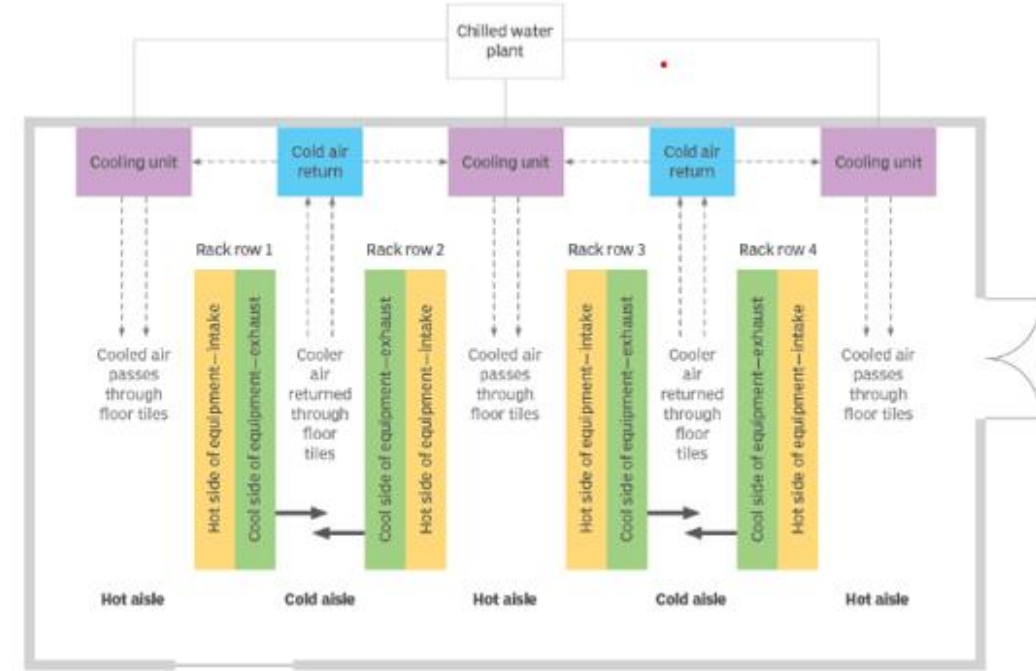 Chilled water
plant
Cooling unit
Cold air
return
Cooling unit
Cold air
return
Cooling unit
Rack row 1
Rack row 2
Rack row 3
Rack row 4
Hot side of equipment—intake
Cool side of equipment—exhaust
Cool side of equipment—exhaust
Hot side of equipment—intake
Hot side of equipment—intake
Cool side of equipment—exhaust
Cool side of equipment—exhaust
Hot side of equipment—intake
Cooled air
passes
through
floor tiles
Cooler
air
returned
through
floor
tiles
Cooled air
passes
through
floor tiles
Cooler
air
returned
through
floor
tiles
Cooled air
passes
through
floor tiles
Hot aisle
Cold aisle
Hot aisle
Cold aisle
Hot aisle